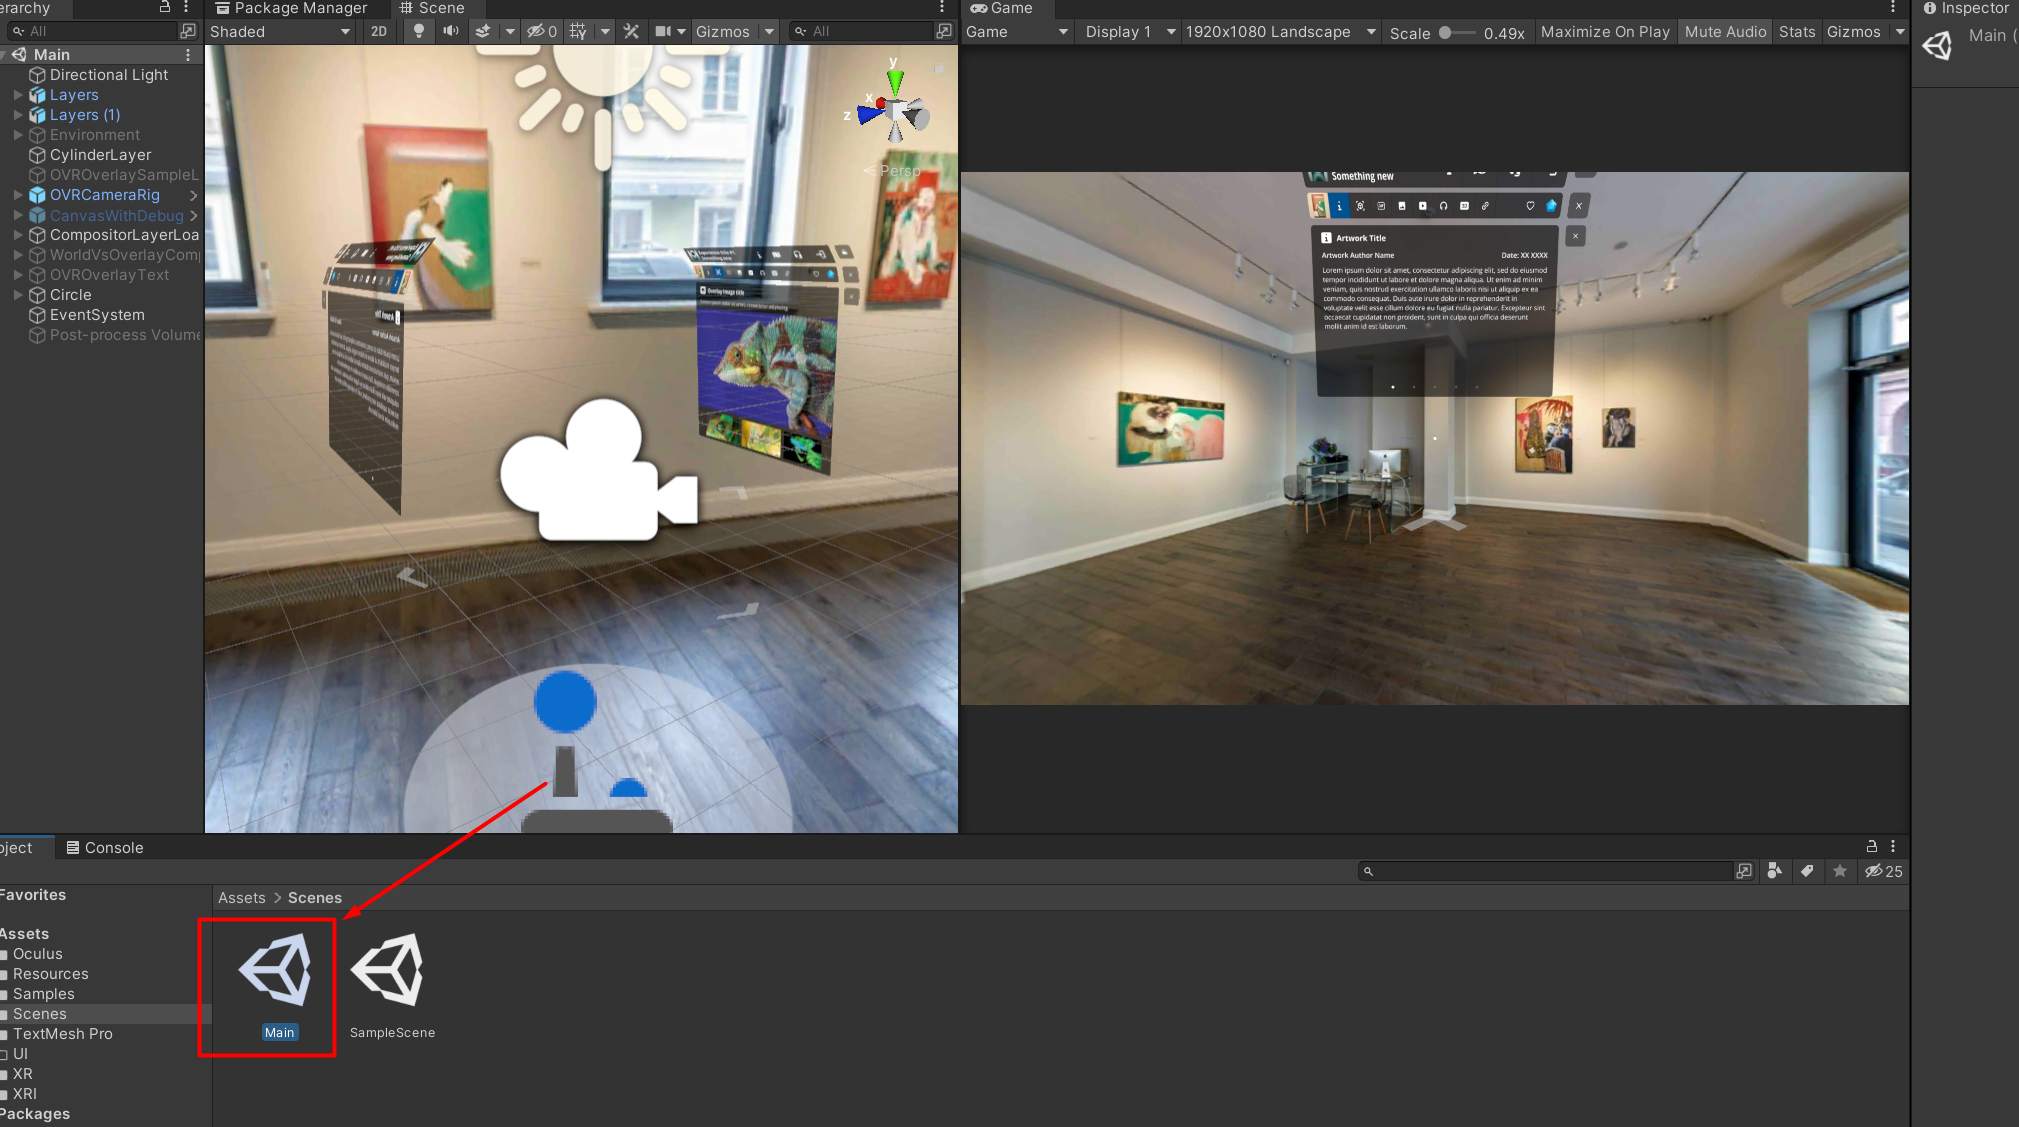 erarchy
Package Manager
Scene
Game
Inspector
All
Shaded
2D
0
Gizmos
All
Game
Display 1
1920x1080 Landscape
Scale
0.49x
Maximize On Play
Mute Audio
Stats
Gizmos
Main (
Main
Directional Light
Layers
Layers (1)
Environment
CylinderLayer
OVROverlaySampleL
OVRCameraRig
CanvasWithDebug
CompositorLayerLoa
WorldVsOverlayComp
OVROverlayText
Circle
EventSystem
Post-process Volume
y
x
z
Persp
Something new
Overlay Image title
Something new
Artwork Title
Artwork Author Name
Date: XX XXXX
Lorem ipsum dolor sit amet, consectetur adipiscing elit, sed do eiusmod
tempor incididunt ut labore et dolore magna aliqua. Ut enim ad minim
veniam, quis nostrud exercitation ullamco laboris nisi ut aliquip ex ea
commodo consequat. Duis aute irure dolor in reprehenderit in
voluptate velit esse cillum dolore eu fugiat nulla pariatur. Excepteur sint
occaecat cupidatat non proident, sunt in culpa qui officia deserunt
mollit anim id est laborum.
oject
Console
25
Favorites
Assets
Oculus
Resources
Samples
Scenes
TextMesh Pro
UI
XR
XRI
Packages
Assets > Scenes
Main
SampleScene